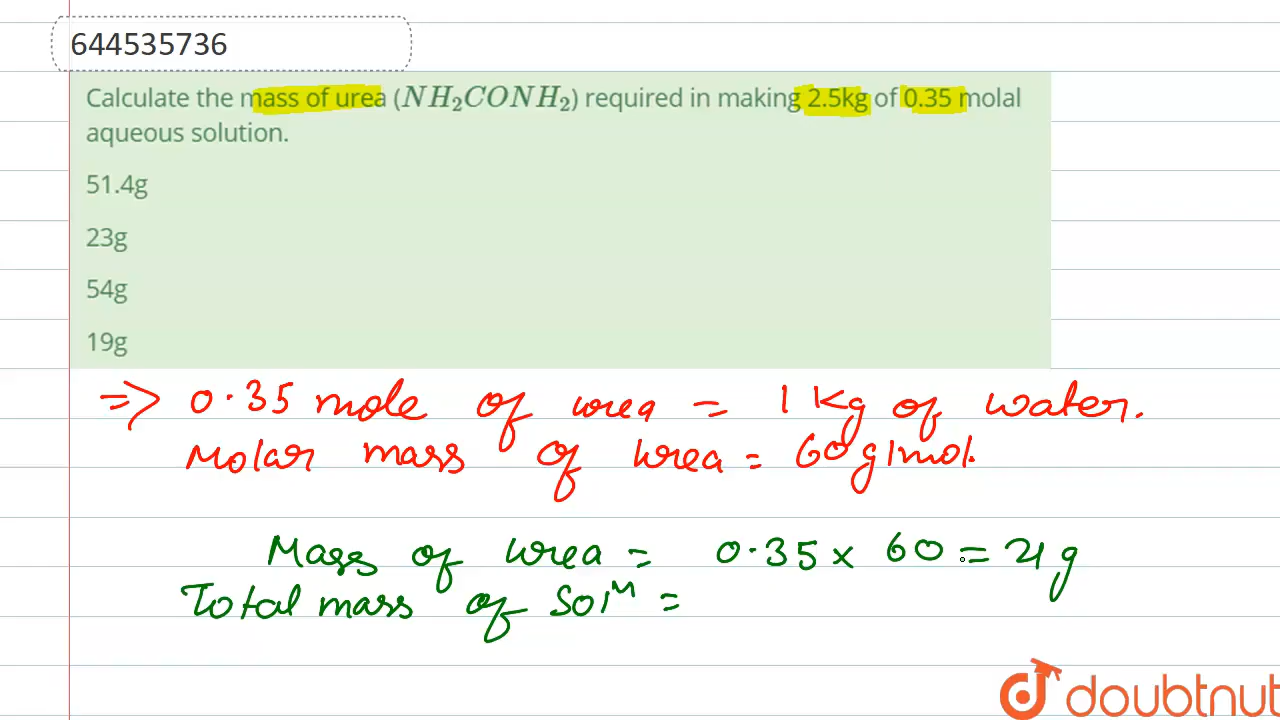 644535736
Calculate the mass of urea (NH₂CONH₂) required in making 2.5kg of 0.35 molal
aqueous solution.
51.4g
23g
54g
19g
=> 0.35 mole of urea = 1 Kg of water.
Molar mass of urea = 60g/mol.
Mass of urea = 0.35 x 60 = 21 g
Total mass of Solⁿ =
doubtnut